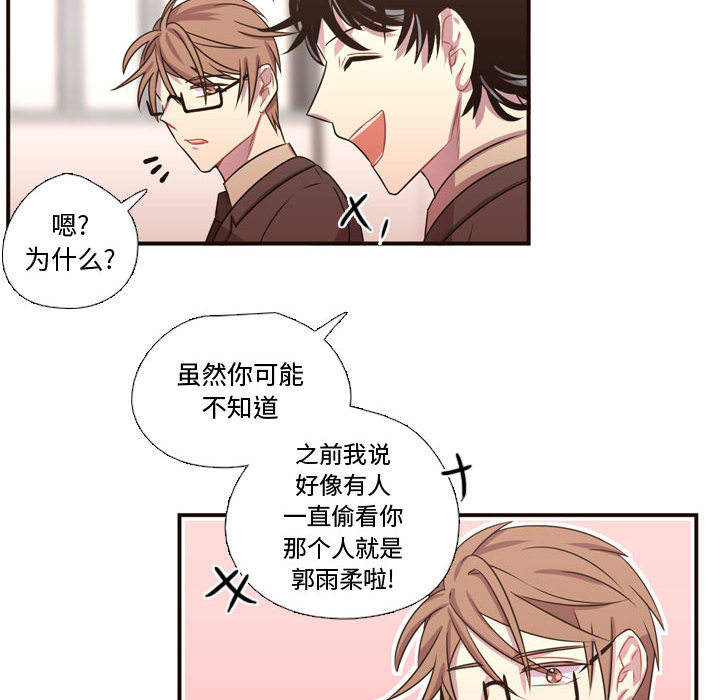 嗯?
为什么?
虽然你可能
不知道
之前我说
好像有人
一直偷看你
那个人就是
郭雨柔啦!